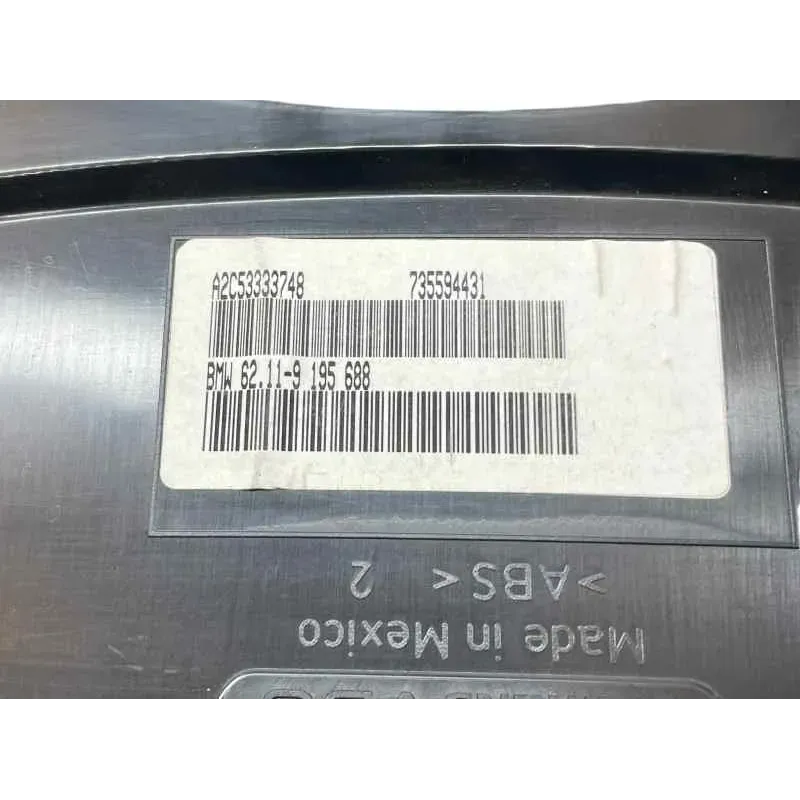 A2C53333748 735594431
BMW 62.11-9 195 688
>ABS< 2
Made in Mexico